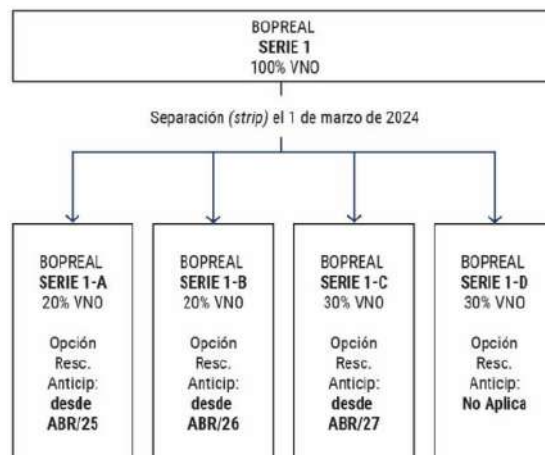 BOPREAL
SERIE 1
100% VNO
Separación (strip) el 1 de marzo de 2024
BOPREAL
SERIE 1-A
20% VNO
Opción
Resc.
Anticip:
desde
ABR/25
BOPREAL
SERIE 1-B
20% VNO
Opción
Resc.
Anticip:
desde
ABR/26
BOPREAL
SERIE 1-C
30% VNO
Opción
Resc.
Anticip:
desde
ABR/27
BOPREAL
SERIE 1-D
30% VNO
Opción
Resc.
Anticip:
No Aplica